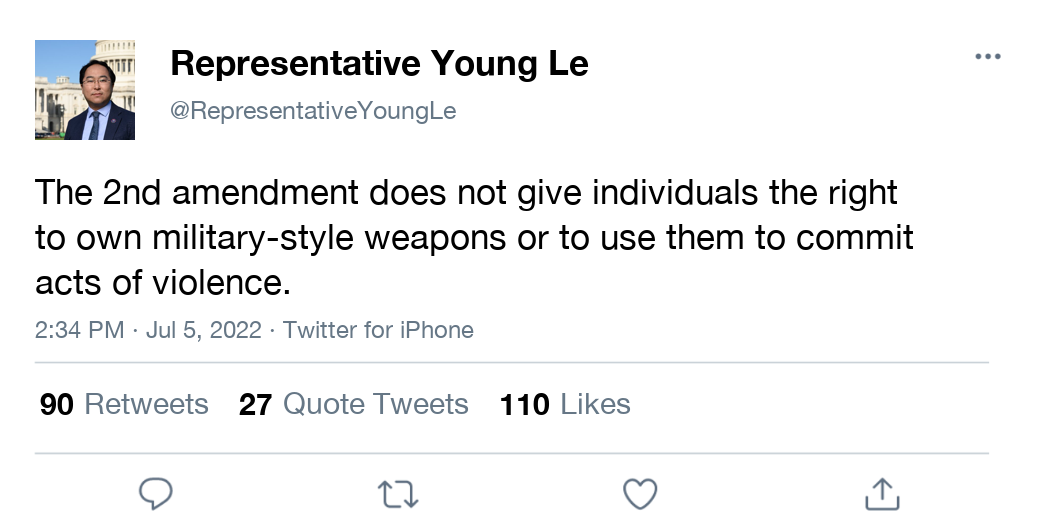 Representative Young Le
@RepresentativeYoungLe
The 2nd amendment does not give individuals the right
to own military-style weapons or to use them to commit
acts of violence.
2:34 PM · Jul 5, 2022 · Twitter for iPhone
90 Retweets 27 Quote Tweets 110 Likes